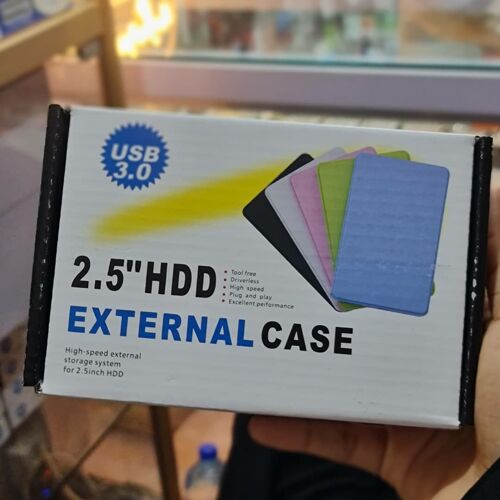 USB
3.0
2.5"HDD
Tool free
Driverless
High speed
Plug and play
Excellent performance
EXTERNAL CASE
High-speed external
storage system
for 2.5inch HDD